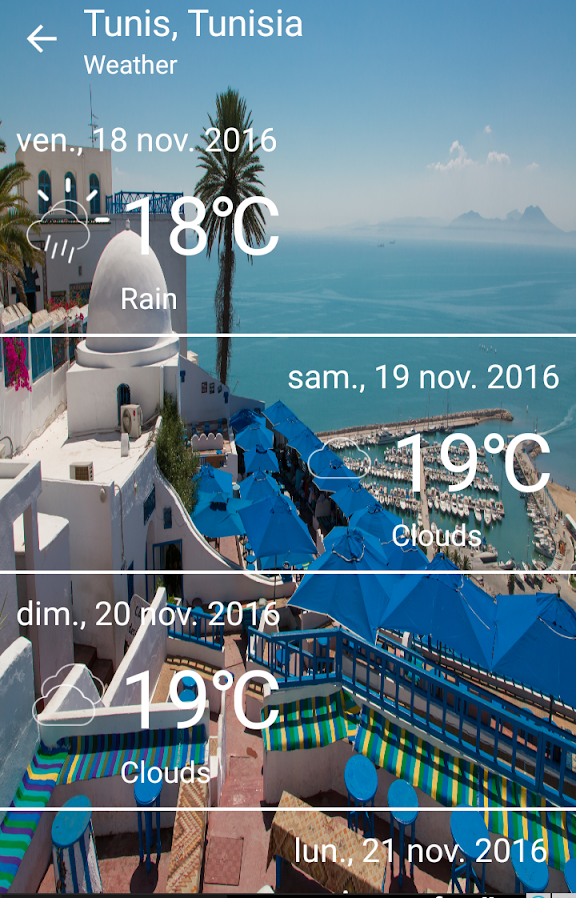 Tunis, Tunisia
Weather
ven., 18 nov. 2016
18°C
Rain
sam., 19 nov. 2016
19°C
Clouds
dim., 20 nov. 2016
19°C
Clouds
lun., 21 nov. 2016